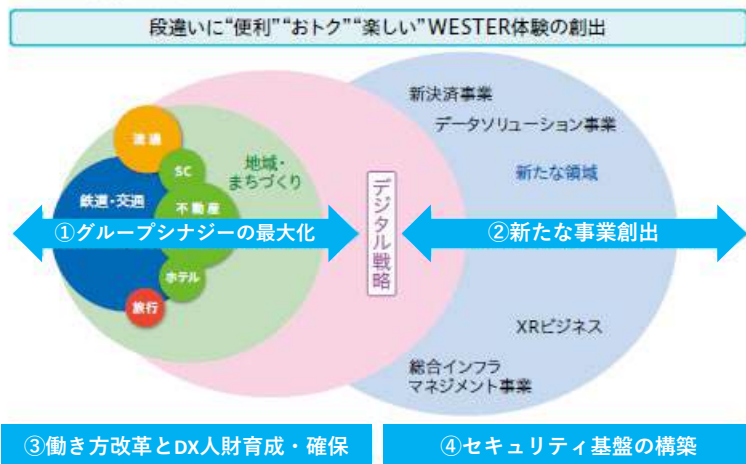 段違いに“便利”“おトク”“楽しい”WESTER体験の創出
新決済事業
データソリューション事業
流通
SC
地域・
まちづくり
新たな領域
鉄道・交通
不動産
デジタル戦略
①グループシナジーの最大化
②新たな事業創出
ホテル
旅行
XRビジネス
総合インフラ
マネジメント事業
③働き方改革とDX人財育成・確保
④セキュリティ基盤の構築